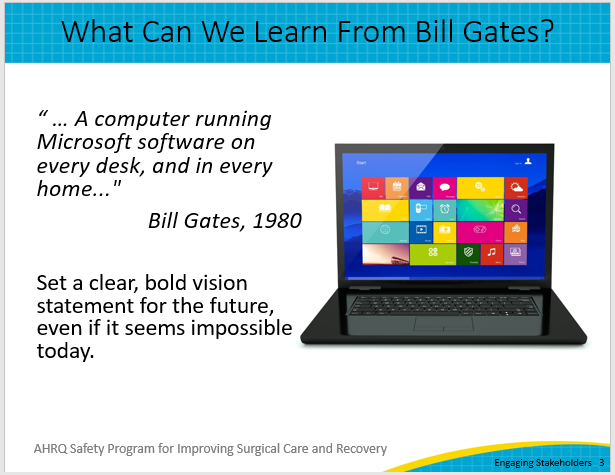 What Can We Learn From Bill Gates?
“ … A computer running
Microsoft software on
every desk, and in every
home..."
Bill Gates, 1980
Set a clear, bold vision
statement for the future,
even if it seems impossible
today.
Start
AHRQ Safety Program for Improving Surgical Care and Recovery
Engaging Stakeholders 3